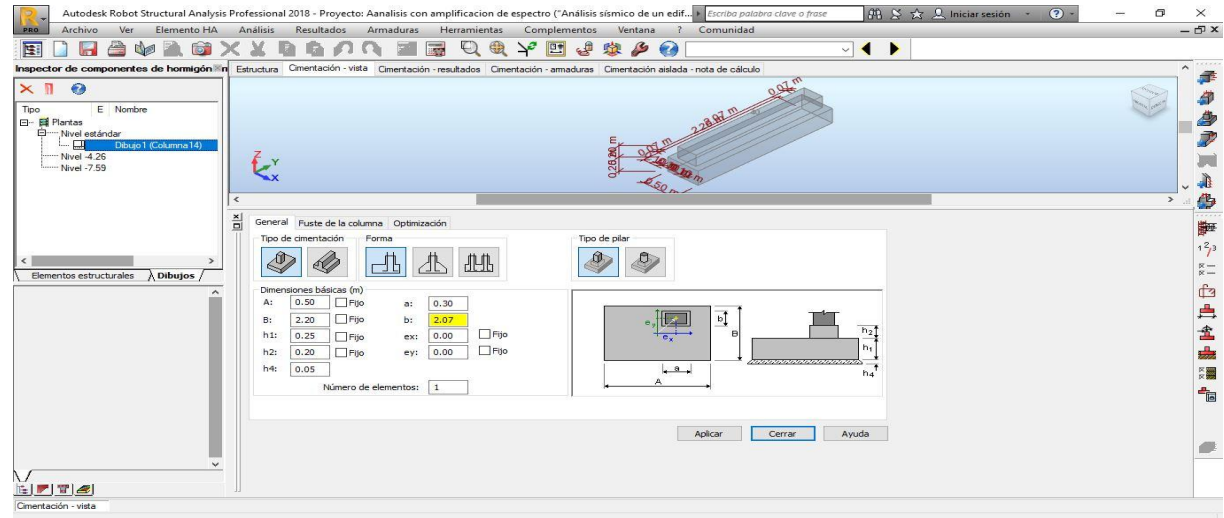 Autodesk Robot Structural Analysis Professional 2018 - Proyecto: Aanalisis con amplificacion de espectro ("Análisis sísmico de un edif... Escriba palabra clave o frase Iniciar sesión
PRO Archivo Ver Elemento HA Análisis Resultados Armaduras Herramientas Complementos Ventana ? Comunidad
Inspector de componentes de hormigón
Estructura Cimentación - vista Cimentación - resultados Cimentación - armaduras Cimentación aislada - nota de cálculo
Tipo E Nombre
Plantas
Nivel estándar
Dibujo1 (Columna14)
Nivel -4.26
Nivel -7.59
0.07 m
0.07 m
Z
Y
X
Elementos estructurales Dibujos
General Fuste de la columna Optimización
Tipo de cimentación Forma Tipo de pilar
Dimensiones básicas (m)
A: 0.50 Fijo a: 0.30
B: 2.20 Fijo b: 2.07
h1: 0.25 Fijo ex: 0.00 Fijo
h2: 0.20 Fijo ey: 0.00 Fijo
h4: 0.05
Número de elementos: 1
ey
ex
b
B
a
A
h2
h1
h4
Aplicar Cerrar Ayuda
Cimentación - vista